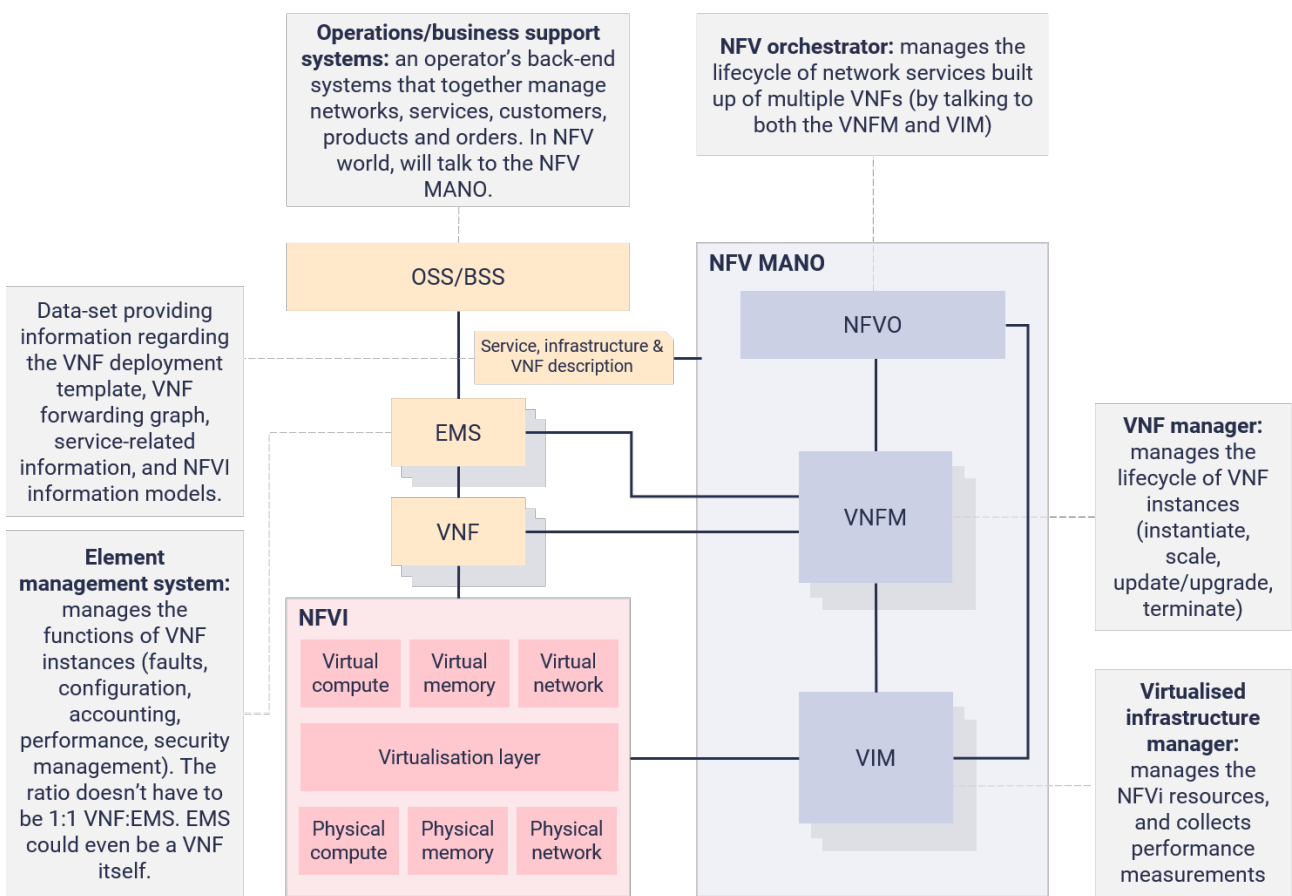 Operations/business support
systems: an operator's back-end
systems that together manage
networks, services, customers,
products and orders. In NFV
world, will talk to the NFV
MANO.
NFV orchestrator: manages the
lifecycle of network services built
up of multiple VNFs (by talking to
both the VNFM and VIM)
OSS/BSS
NFV MANO
NFVO
Data-set providing
information regarding
the VNF deployment
template, VNF
forwarding graph,
service-related
information, and NFVI
information models.
Service, infrastructure &
VNF description
EMS
VNF
VNFM
VNF manager:
manages the
lifecycle of VNF
instances
(instantiate,
scale,
update/upgrade,
terminate)
Element
management system:
manages the
functions of VNF
instances (faults,
configuration,
accounting,
performance, security
management). The
ratio doesn't have to
be 1:1 VNF:EMS. EMS
could even be a VNF
itself.
NFVI
Virtual
compute
Virtual
memory
Virtual
network
Virtualisation layer
Physical
compute
Physical
memory
Physical
network
VIM
Virtualised
infrastructure
manager:
manages the
NFVi resources,
and collects
performance
measurements